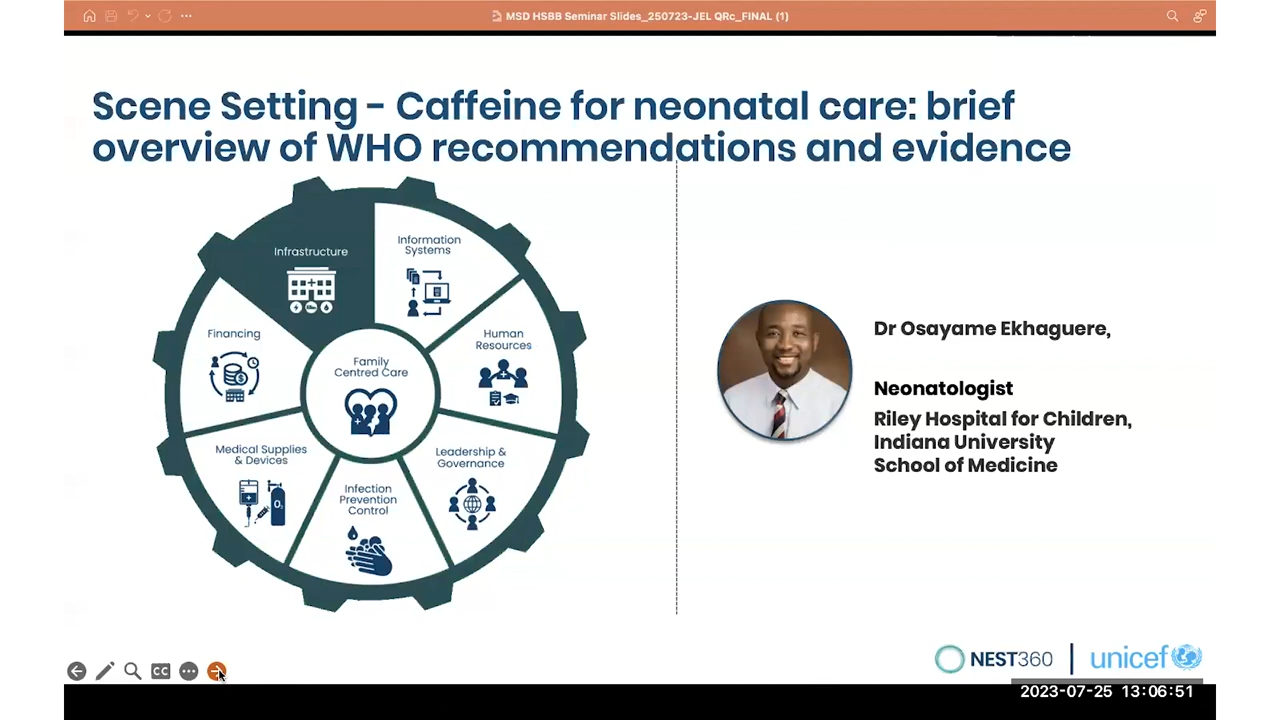 MSD HSBB Seminar Slides_250723-JEL QRc_FINAL (1)
Scene Setting - Caffeine for neonatal care: brief
overview of WHO recommendations and evidence
Infrastructure
Information
Systems
Financing
Human
Resources
Family
Centred Care
Medical Supplies
& Devices
O₂
Leadership &
Governance
Infection
Prevention
Control
Dr Osayame Ekhaguere,
Neonatologist
Riley Hospital for Children,
Indiana University
School of Medicine
CC
NEST360
unicef
2023-07-25 13:06:51